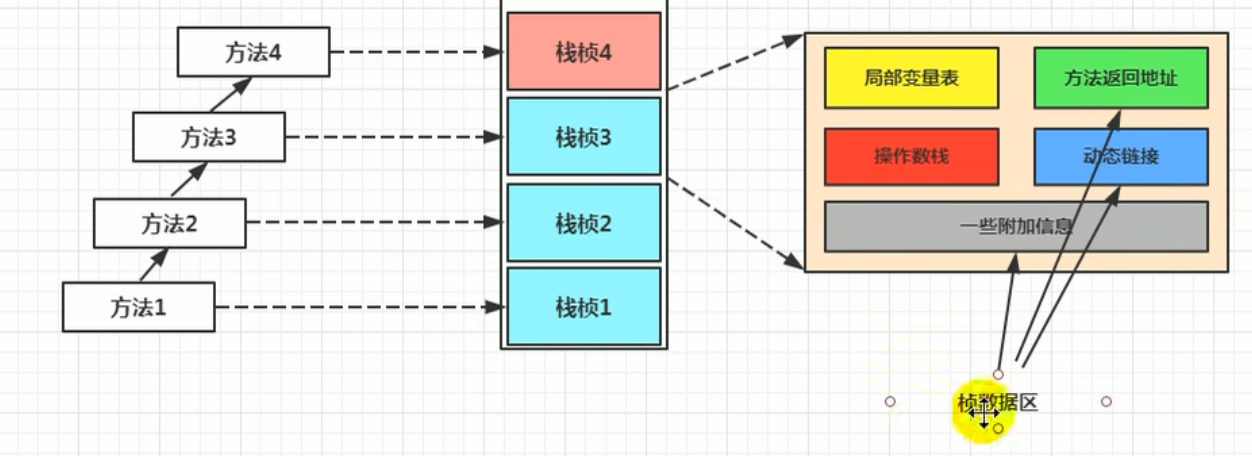 方法4
方法3
方法2
方法1
栈桢4
栈桢3
栈桢2
栈桢1
局部变量表
方法返回地址
操作数栈
动态链接
一些附加信息
桢数据区